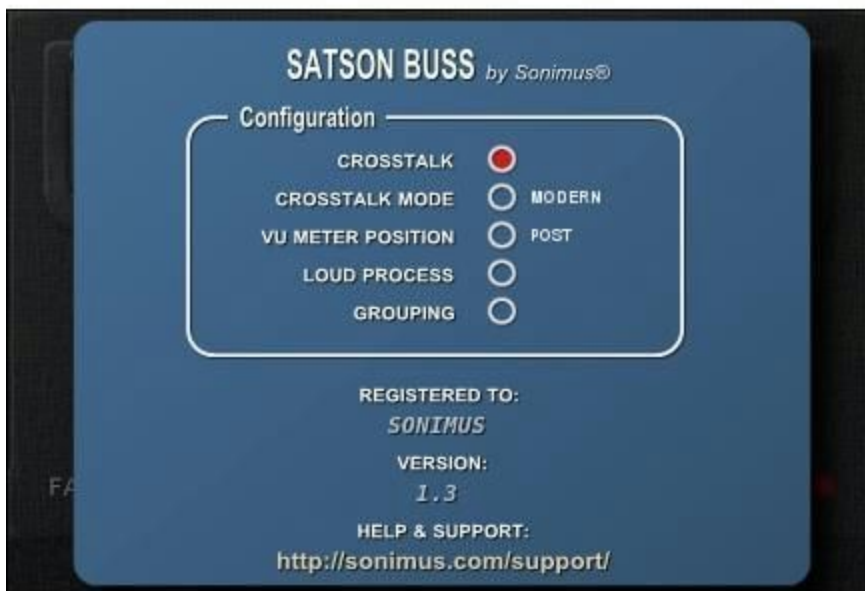 SATSON BUSS by Sonimus®
Configuration
CROSSTALK
CROSSTALK MODE MODERN
VU METER POSITION POST
LOUD PROCESS
GROUPING
REGISTERED TO:
SONIMUS
VERSION:
1.3
HELP & SUPPORT:
http://sonimus.com/support/
FA